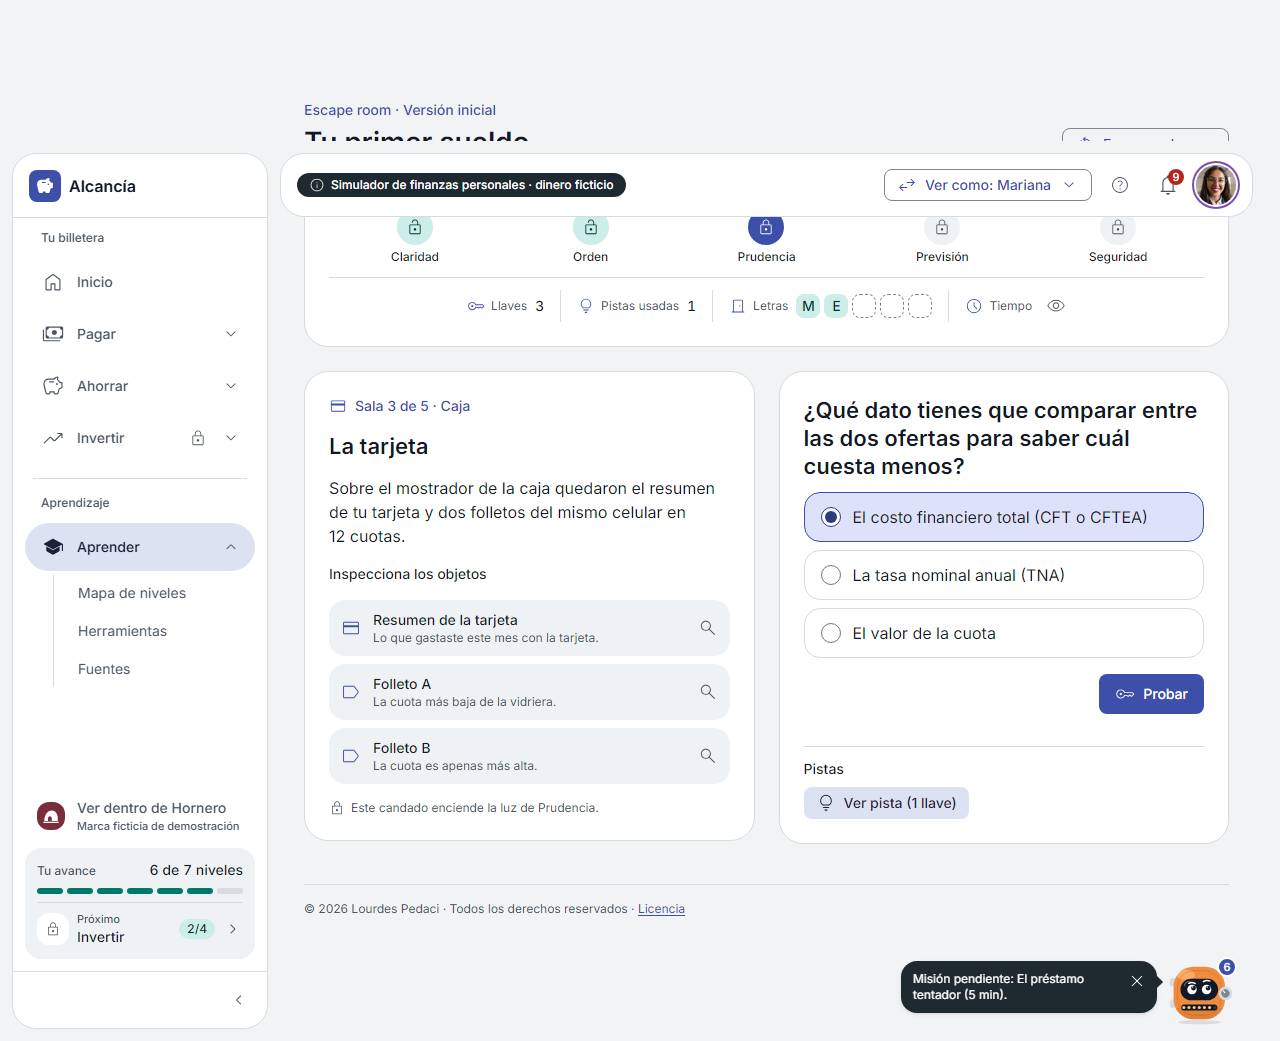 Escape room · Versión inicial
Tu primer sueldo
Alcancía
Simulador de finanzas personales · dinero ficticio
Ver como: Mariana
9
Tu billetera
Inicio
Pagar
Ahorrar
Invertir
Aprendizaje
Aprender
Mapa de niveles
Herramientas
Fuentes
Ver dentro de Hornero
Marca ficticia de demostración
Tu avance
6 de 7 niveles
Próximo
Invertir
2/4
Claridad
Orden
Prudencia
Previsión
Seguridad
Llaves 3
Pistas usadas 1
Letras M E
Tiempo
Sala 3 de 5 · Caja
La tarjeta
Sobre el mostrador de la caja quedaron el resumen
de tu tarjeta y dos folletos del mismo celular en
12 cuotas.
Inspecciona los objetos
Resumen de la tarjeta
Lo que gastaste este mes con la tarjeta.
Folleto A
La cuota más baja de la vidriera.
Folleto B
La cuota es apenas más alta.
Este candado enciende la luz de Prudencia.
¿Qué dato tienes que comparar entre
las dos ofertas para saber cuál
cuesta menos?
El costo financiero total (CFT o CFTEA)
La tasa nominal anual (TNA)
El valor de la cuota
Probar
Pistas
Ver pista (1 llave)
© 2026 Lourdes Pedaci · Todos los derechos reservados · Licencia
Misión pendiente: El préstamo
tentador (5 min).
6